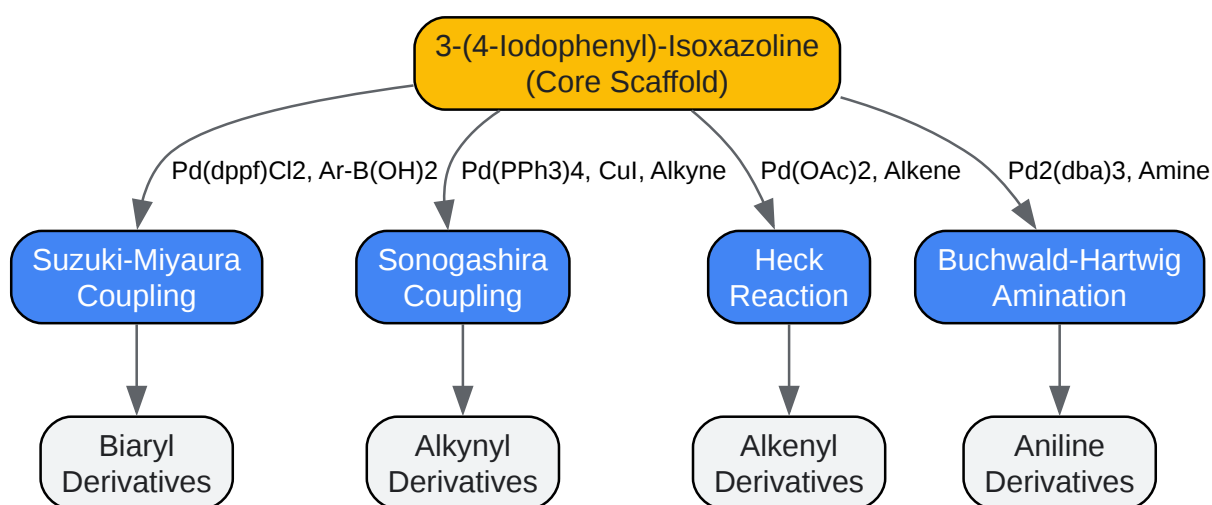 3-(4-Iodophenyl)-Isoxazoline
(Core Scaffold)
Pd(dppf)Cl2, Ar-B(OH)2
Pd(PPh3)4, CuI, Alkyne
Pd(OAc)2, Alkene
Pd2(dba)3, Amine
Suzuki-Miyaura
Coupling
Sonogashira
Coupling
Heck
Reaction
Buchwald-Hartwig
Amination
Biaryl
Derivatives
Alkynyl
Derivatives
Alkenyl
Derivatives
Aniline
Derivatives